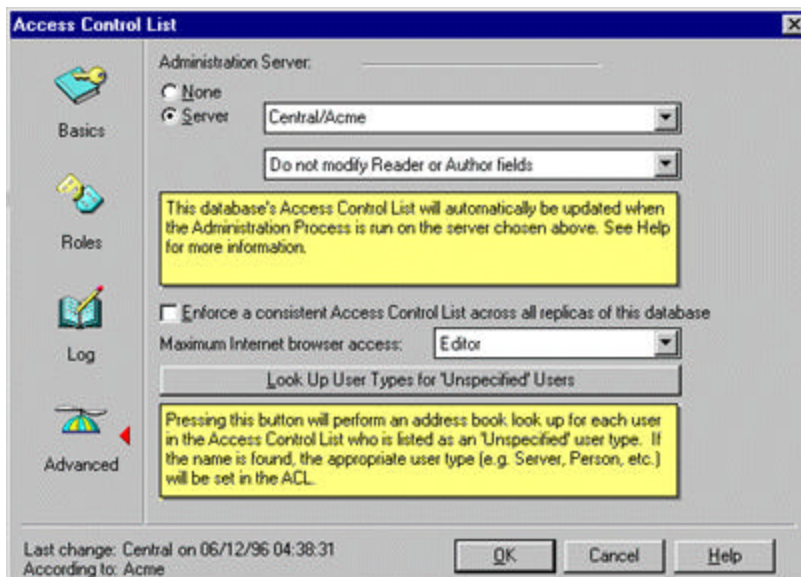 Access Control List
Basics
Roles
Log
Advanced
Administration Server:
None
Server
Central/Acme
Do not modify Reader or Author fields
This database's Access Control List will automatically be updated when
the Administration Process is run on the server chosen above. See Help
for more information.
Enforce a consistent Access Control List across all replicas of this database
Maximum Internet browser access:
Editor
Look Up User Types for 'Unspecified' Users
Pressing this button will perform an address book look up for each user
in the Access Control List who is listed as an 'Unspecified' user type. If
the name is found, the appropriate user type (e.g. Server, Person, etc.)
will be set in the ACL.
Last change: Central on 06/12/96 04:38:31
According to: Acme
OK
Cancel
Help